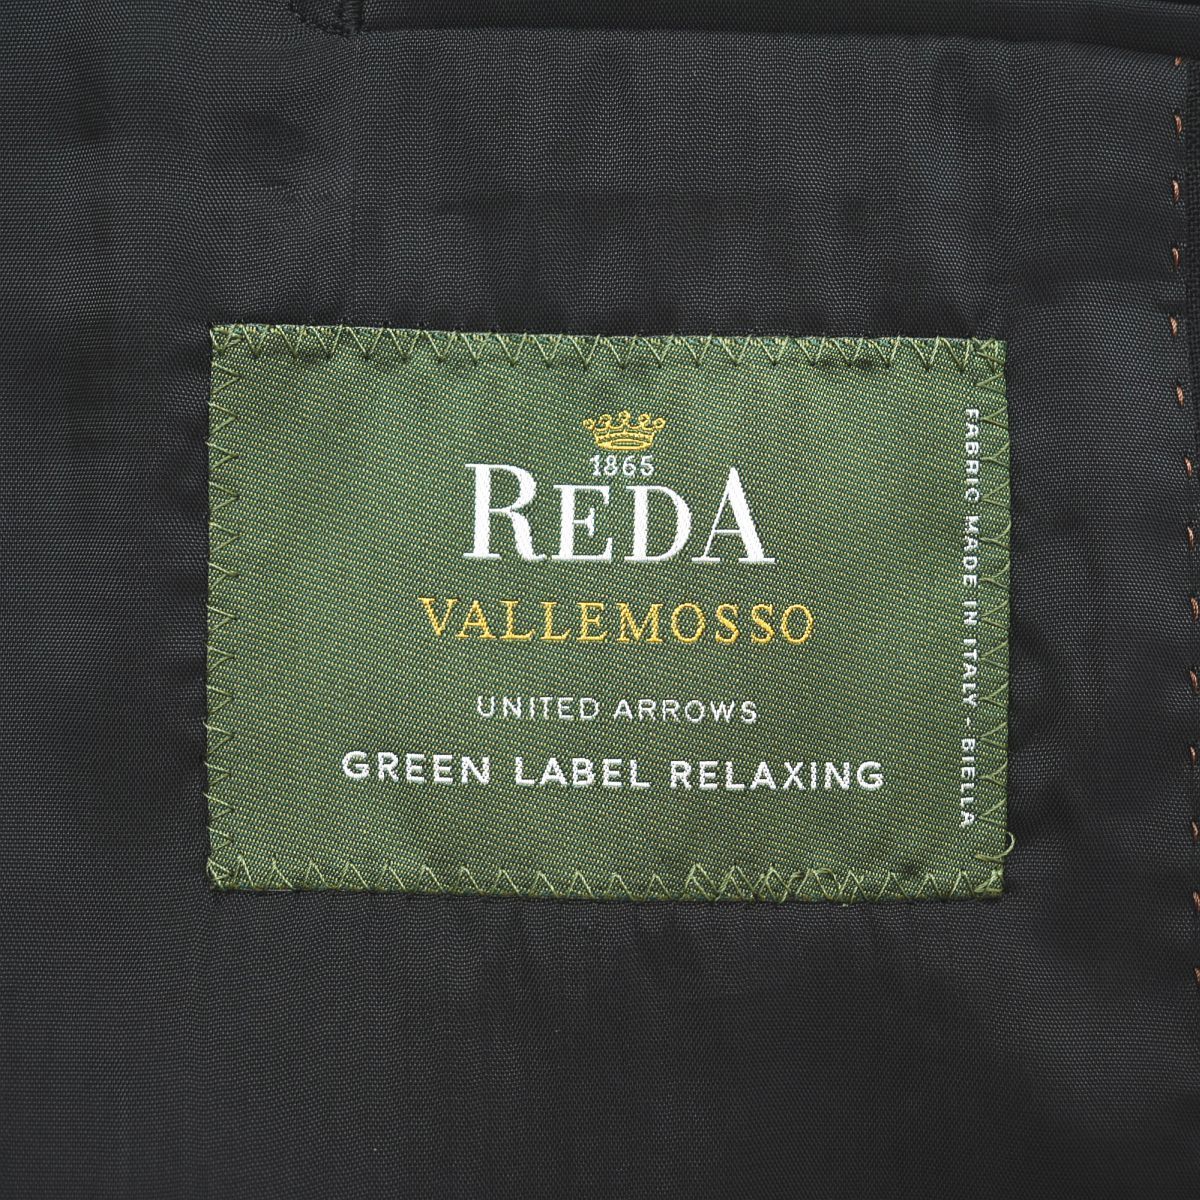 1865
REDA
VALLEMOSSO
UNITED ARROWS
GREEN LABEL RELAXING
FABRIC MADE IN ITALY - BIELLA